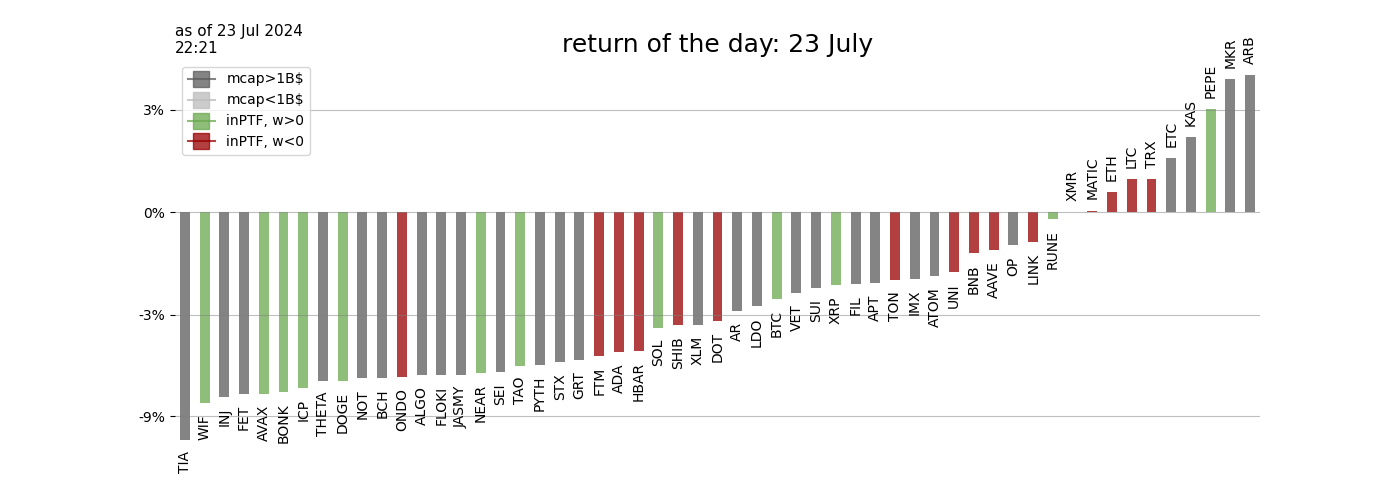 as of 23 Jul 2024
22:21
return of the day: 23 July
mcap>1B$
mcap<1B$
inPTF, w>0
inPTF, w<0
3%
0%
-3%
-9%
TIA
WIF
INJ
FET
AVAX
BONK
ICP
THETA
DOGE
NOT
BCH
ONDO
ALGO
FLOKI
JASMY
NEAR
SEI
TAO
PYTH
STX
GRT
FTM
ADA
HBAR
SOL
SHIB
XLM
DOT
AR
LDO
BTC
VET
SUI
XRP
FIL
APT
TON
IMX
ATOM
UNI
BNB
AAVE
OP
LINK
RUNE
XMR
MATIC
ETH
LTC
TRX
ETC
KAS
PEPE
MKR
ARB